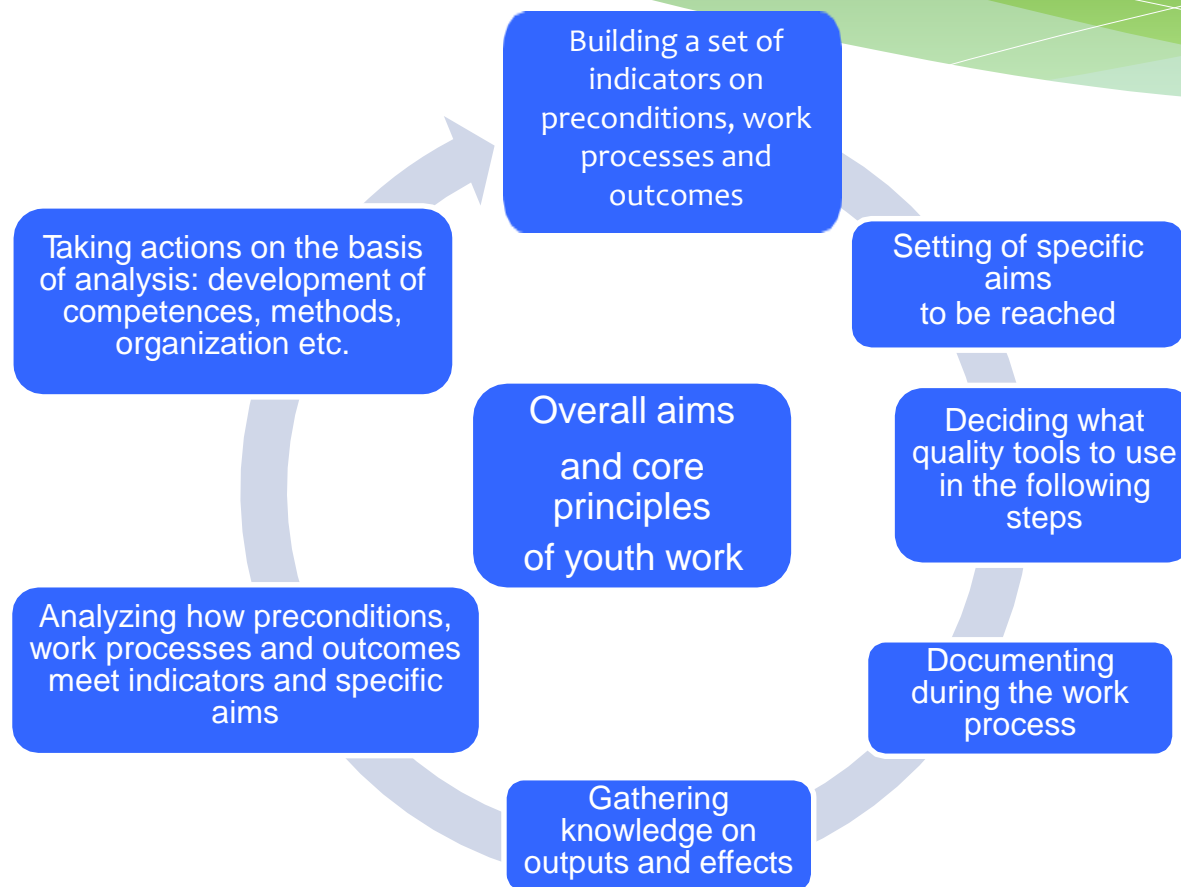 Building a set of
indicators on
preconditions, work
processes and
outcomes
Setting of specific
aims
to be reached
Deciding what
quality tools to use
in the following
steps
Documenting
during the work
process
Gathering
knowledge on
outputs and effects
Analyzing how preconditions,
work processes and outcomes
meet indicators and specific
aims
Taking actions on the basis
of analysis: development of
competences, methods,
organization etc.
Overall aims
and core
principles
of youth work